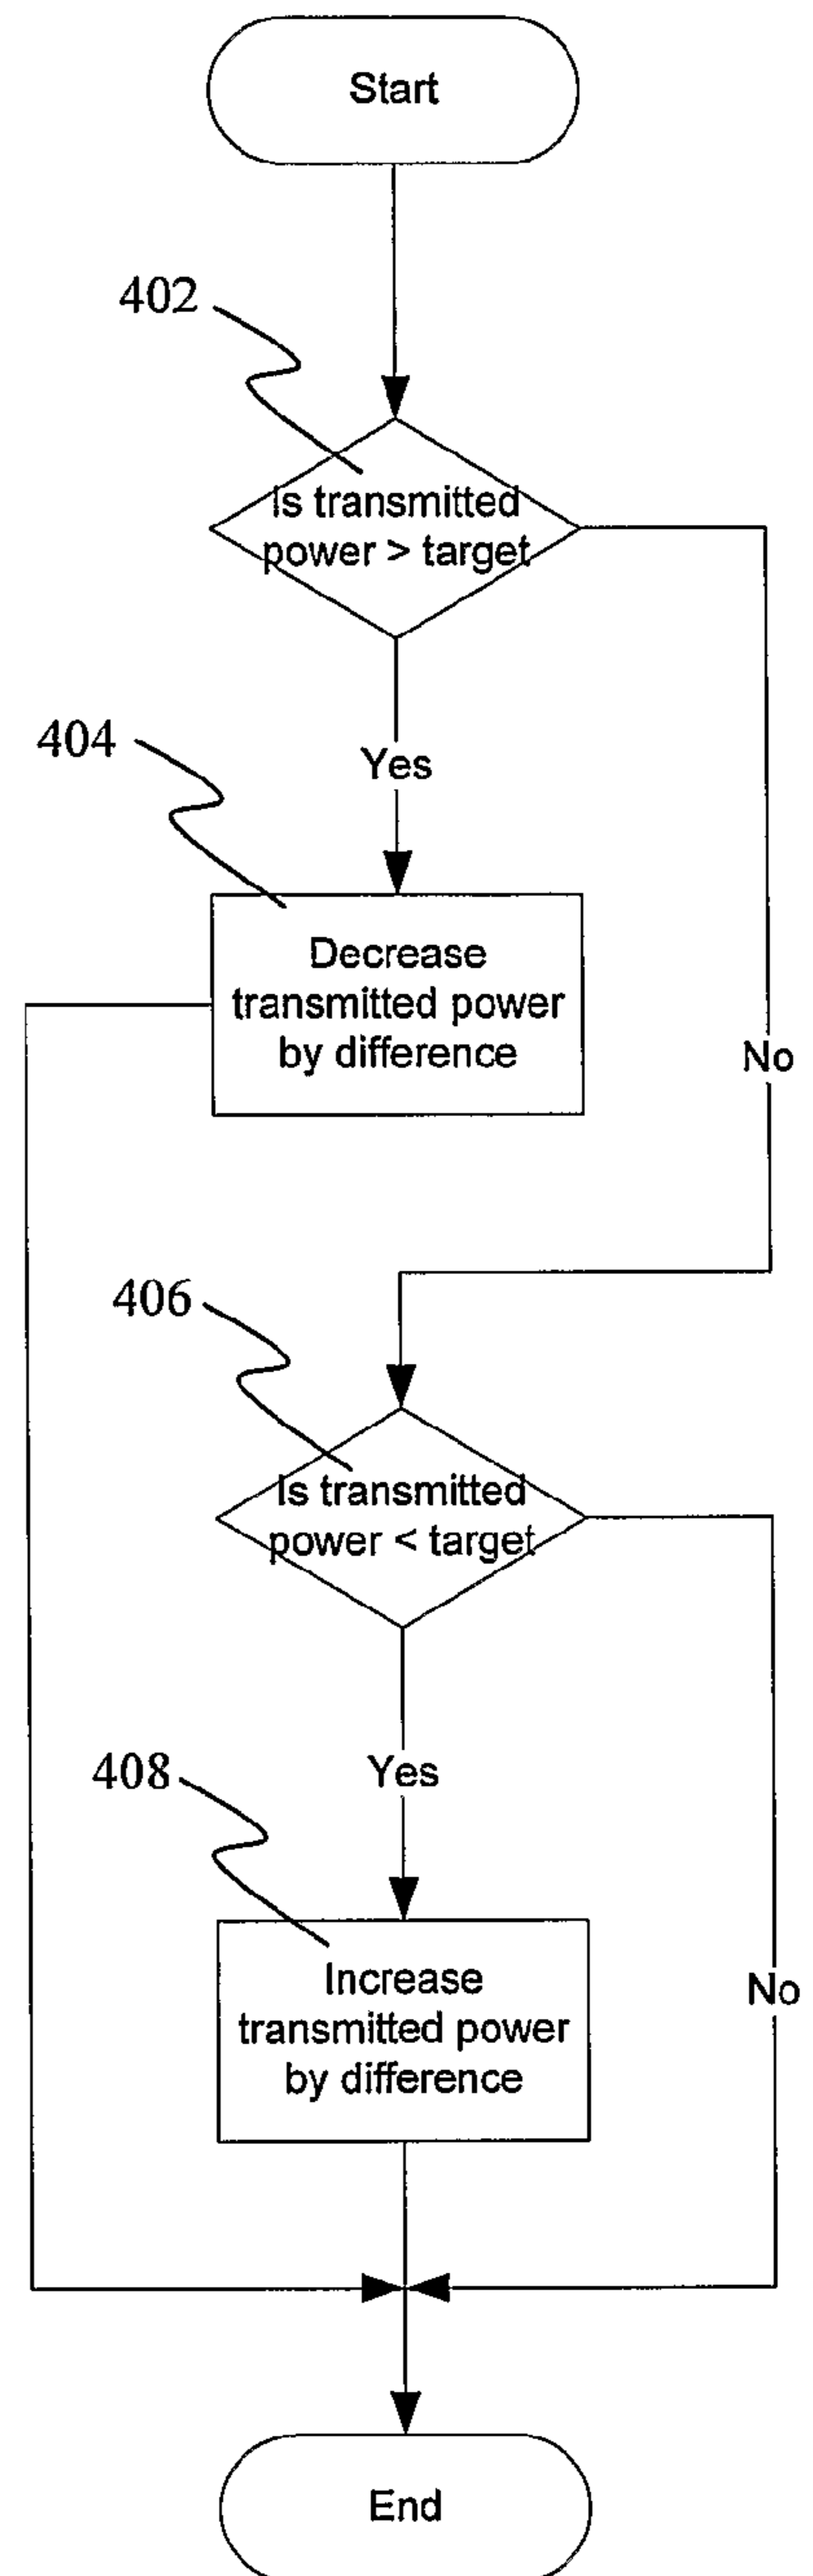 Start
402
Is transmitted
power > target
404
Yes
Decrease
transmitted power
by difference
No
406
Is transmitted
power < target
408
Yes
Increase
transmitted power
by difference
No
End